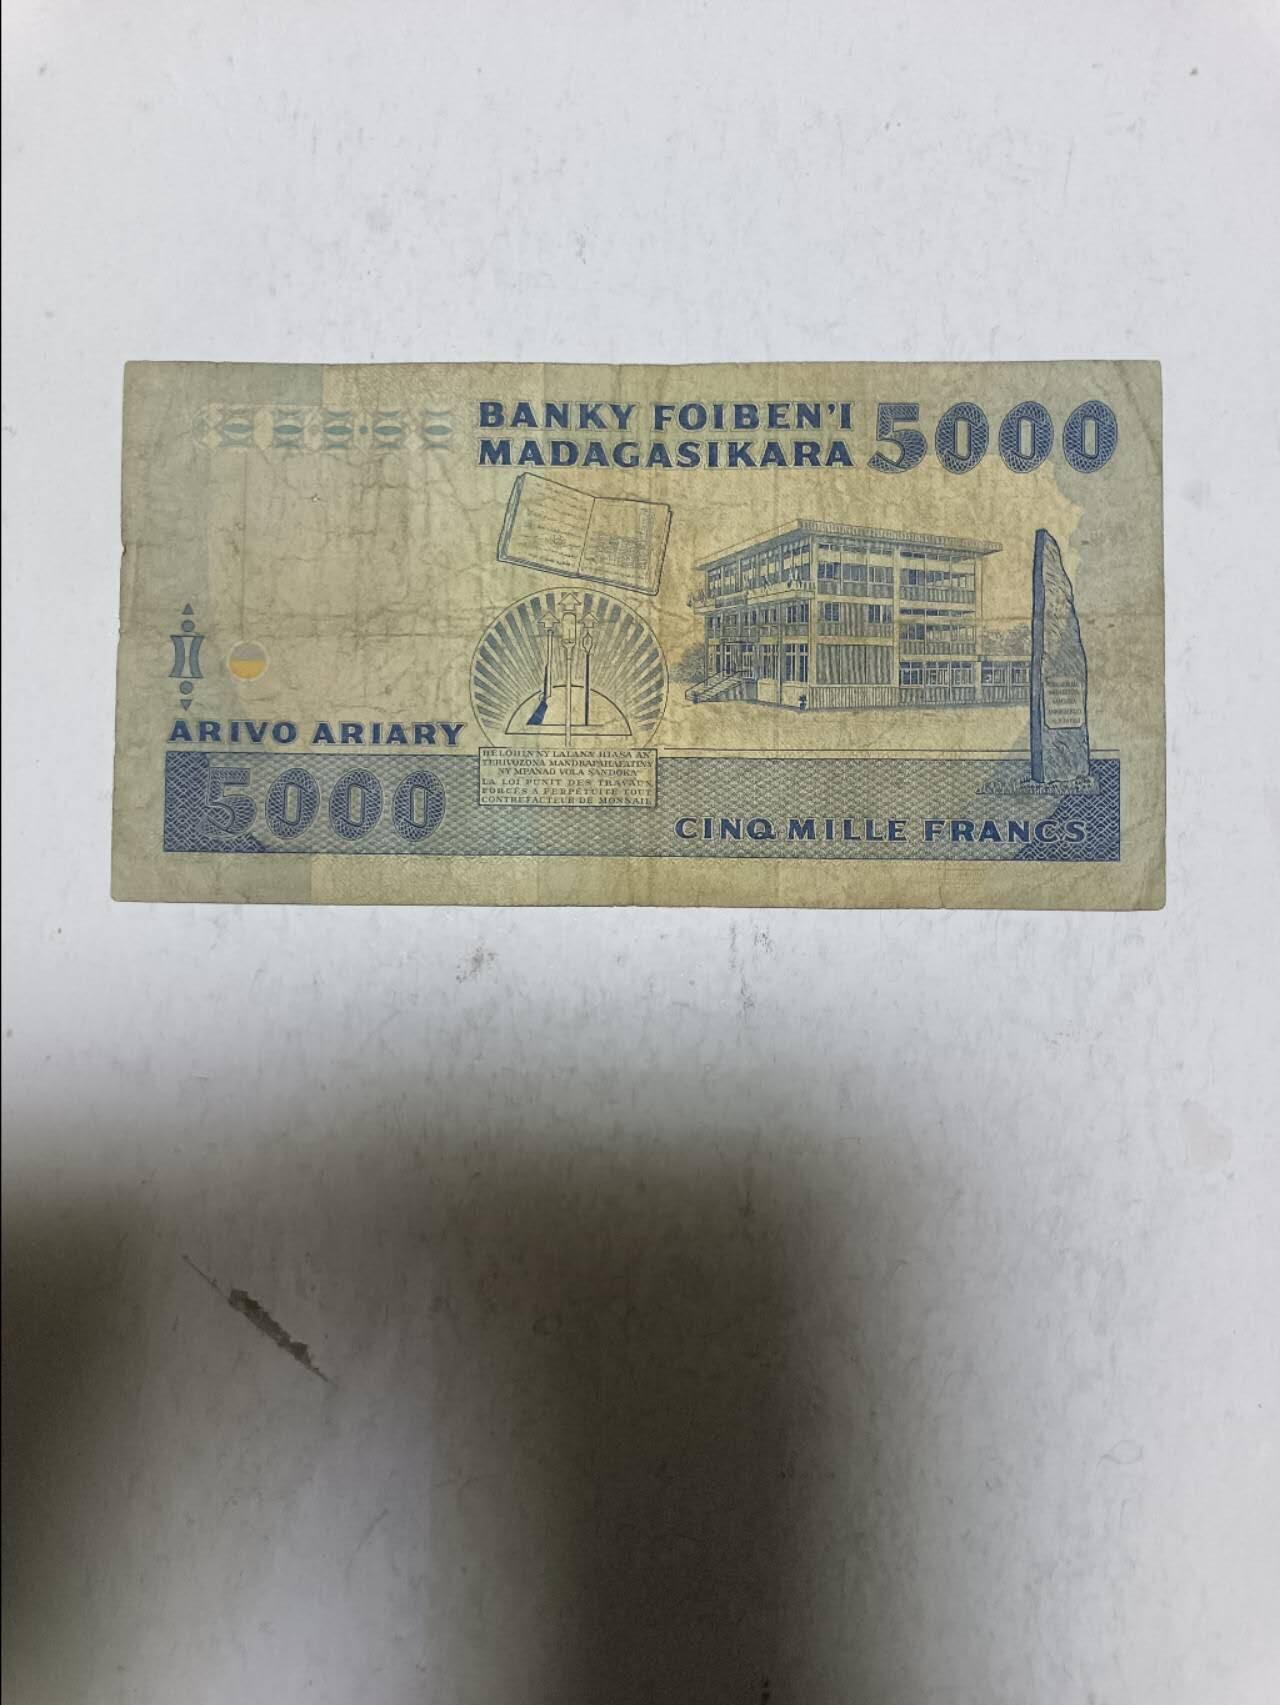 BANKY FOIBEN'I
MADAGASIKARA
5000
ARIVO ARIARY
5000
HELOHIN'NY LALANA HIASA AN-
TERIVOZONA MANDRAPAHAFATINY
NY MPANAO VOLA SANDOKA
LA LOI PUNIT DES TRAVAUX
FORCÉS À PERPÉTUITÉ TOUT
CONTREFACTEUR DE MONNAIE
CINQ MILLE FRANCS